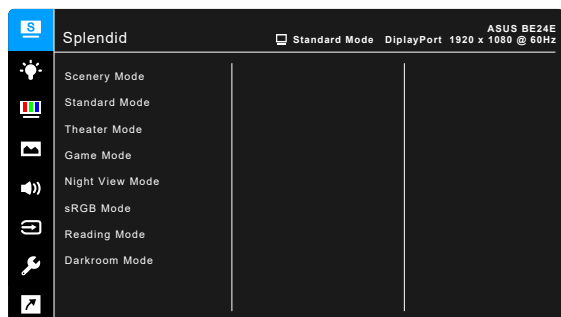 S
ASUS BE24E
Splendid
Standard Mode DiplayPort 1920 x 1080 @ 60Hz
Scenery Mode
Standard Mode
Theater Mode
Game Mode
Night View Mode
sRGB Mode
Reading Mode
Darkroom Mode